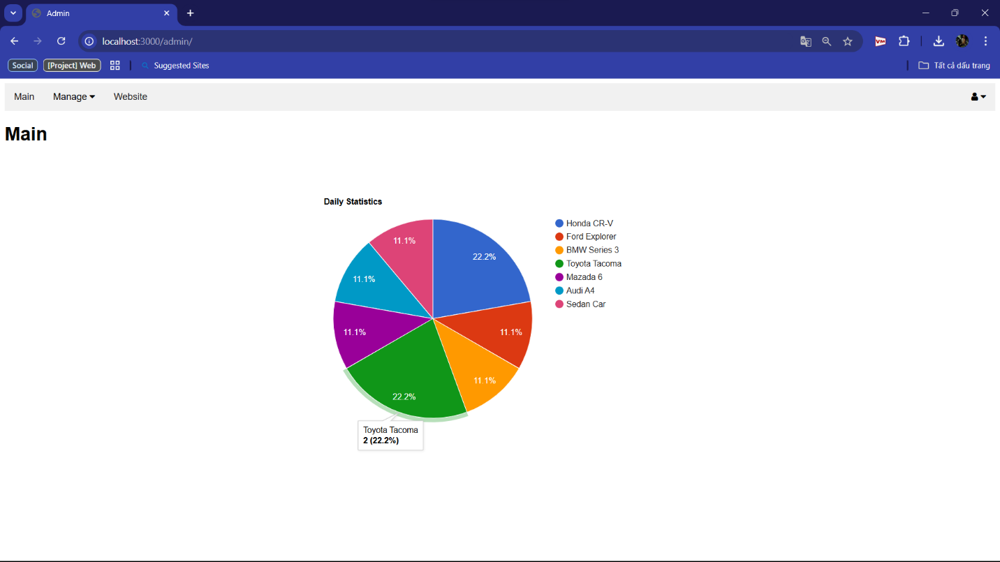 Admin
localhost:3000/admin/
VM
Social [Project] Web Suggested Sites Tất cả dấu trang
Main Manage Website
Main
Daily Statistics
Honda CR-V
Ford Explorer
BMW Series 3
Toyota Tacoma
Mazada 6
Audi A4
Sedan Car
11.1%
22.2%
11.1%
11.1%
11.1%
11.1%
22.2%
Toyota Tacoma
2 (22.2%)